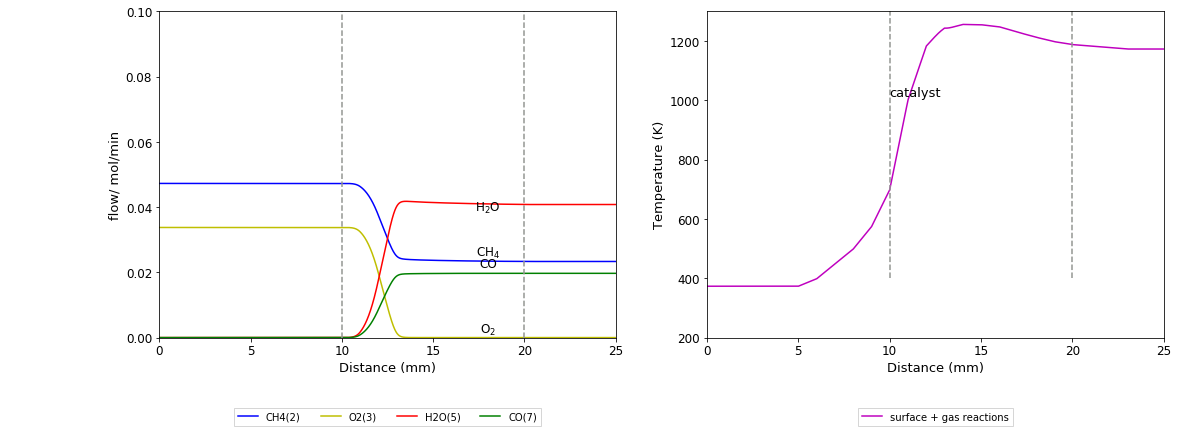 0.10
0.08
0.06
0.04
0.02
0.00
flow/ mol/min
H₂O
CH₄
CO
O₂
0 5 10 15 20 25
Distance (mm)
CH4(2) O2(3) H2O(5) CO(7)
1200
1000
800
600
400
200
Temperature (K)
catalyst
0 5 10 15 20 25
Distance (mm)
surface + gas reactions